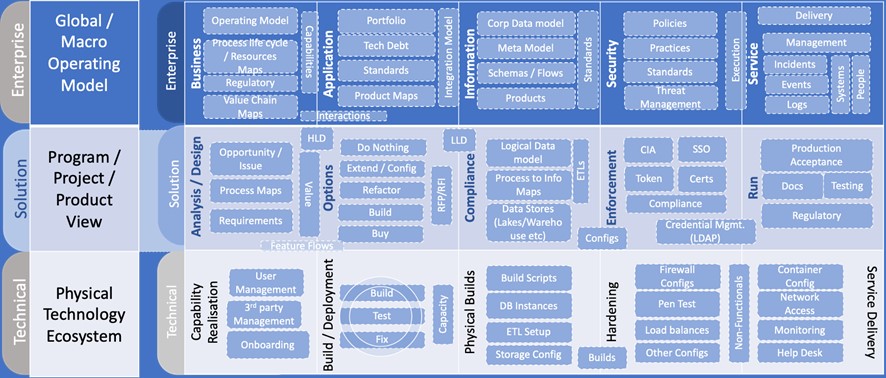 Enterprise
Global /
Macro
Operating
Model
Enterprise
Business
Operating Model
Process life cycle
/ Resources
Maps
Regulatory
Value Chain
Maps
Capabilities
Interactions
Application
Portfolio
Tech Debt
Standards
Product Maps
Integration Model
Information
Corp Data model
Meta Model
Schemas / Flows
Products
Standards
Security
Policies
Practices
Standards
Threat
Management
Execution
Service
Delivery
Management
Incidents
Events
Logs
Systems
People
Solution
Program /
Project /
Product
View
Solution
Analysis / Design
Opportunity /
Issue
Process Maps
Requirements
Value
HLD
Feature Flows
Options
Do Nothing
Extend / Config
Refactor
Build
Buy
RFP/RFI
LLD
Compliance
Logical Data
model
Process to Info
Maps
Data Stores
(Lakes/Wareho
use etc)
ETLs
Configs
Enforcement
CIA
SSO
Token
Certs
Compliance
Credential Mgmt.
(LDAP)
Run
Production
Acceptance
Docs
Testing
Regulatory
Technical
Physical
Technology
Ecosystem
Technical
Capability
Realisation
User
Management
3rd party
Management
Onboarding
Build / Deployment
Build
Test
Fix
Capacity
Physical Builds
Build Scripts
DB Instances
ETL Setup
Storage Config
Builds
Hardening
Firewall
Configs
Pen Test
Load balances
Other Configs
Non-Functionals
Container
Config
Network
Access
Monitoring
Help Desk
Service Delivery